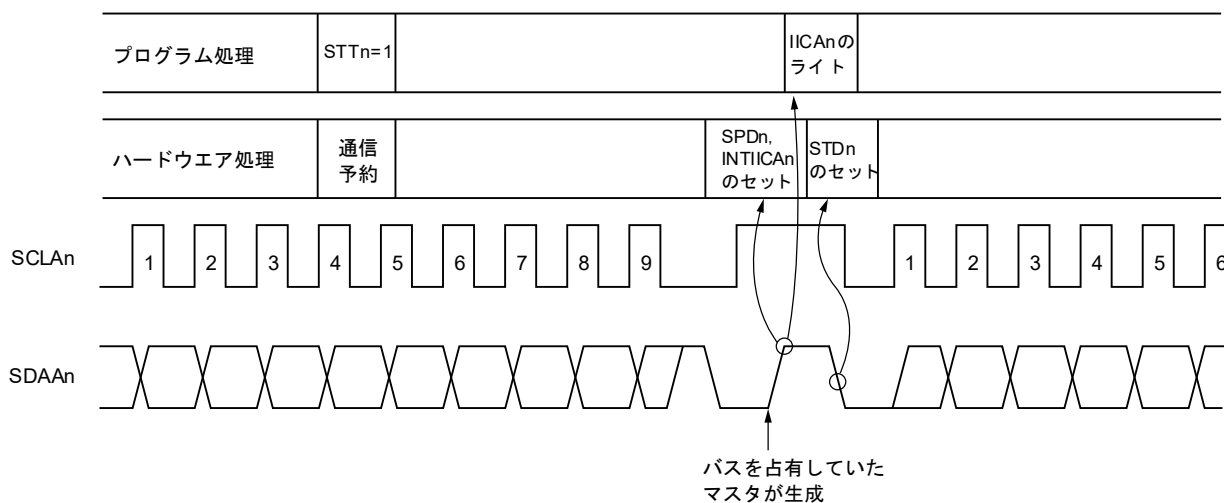 プログラム処理
STTn=1
IICAnの
ライト
ハードウエア処理
通信
予約
SPDn,
INTIICAn
のセット
STDn
のセット
SCLAn
1 2 3 4 5 6 7 8 9 1 2 3 4 5 6
SDAAn
バスを占有していた
マスタが生成